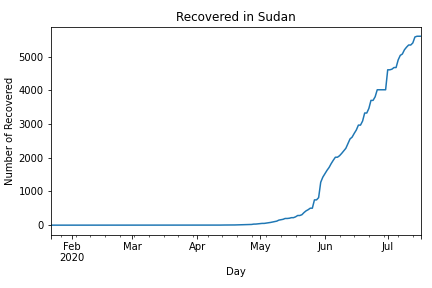 Recovered in Sudan
Number of Recovered
5000
4000
3000
2000
1000
0
Feb Mar Apr May Jun Jul
2020
Day